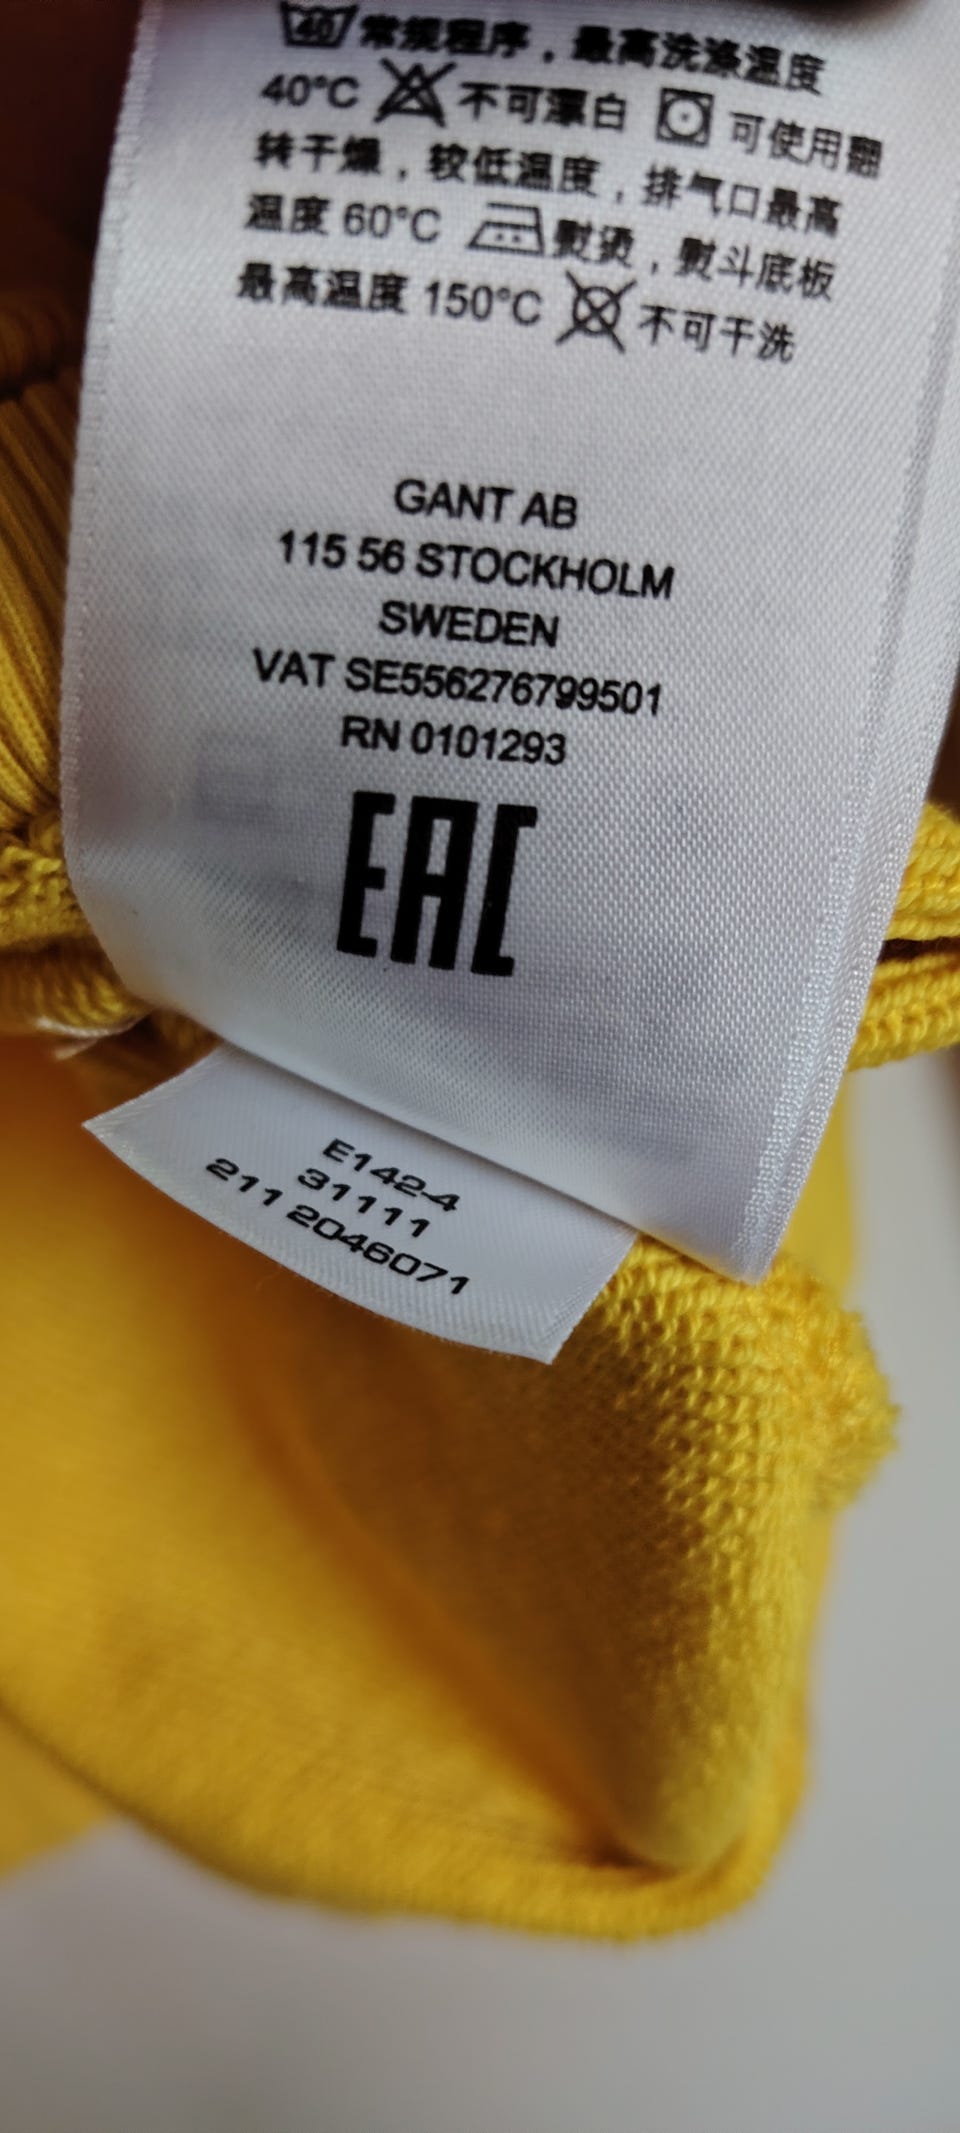 40 常规程序，最高洗涤温度
40°C 不可漂白 可使用翻
转干燥，较低温度，排气口最高
温度 60°C 熨烫，熨斗底板
最高温度 150°C 不可干洗
GANT AB
115 56 STOCKHOLM
SWEDEN
VAT SE556276799501
RN 0101293
EAC
E142-4
31111
211 2046071